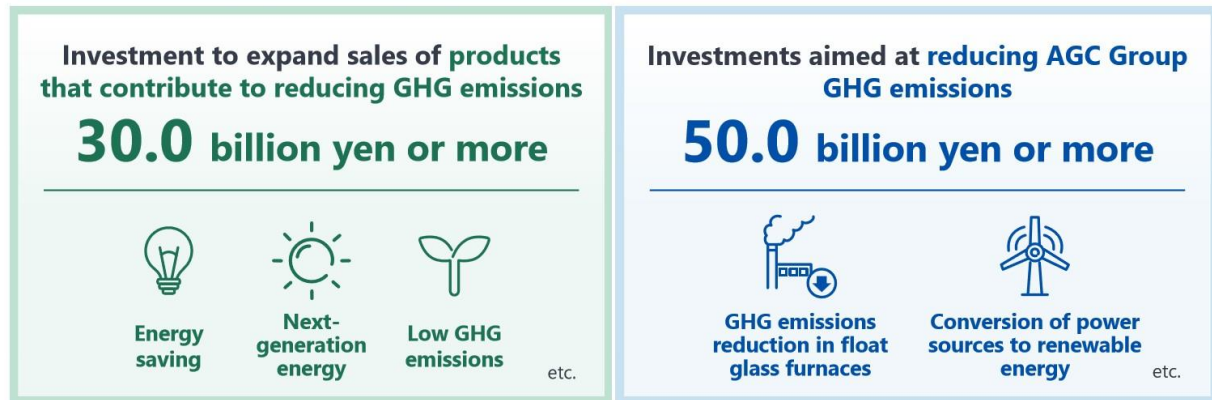 Investment to expand sales of products
that contribute to reducing GHG emissions
30.0 billion yen or more
Energy
saving
Next-
generation
energy
Low GHG
emissions
etc.
Investments aimed at reducing AGC Group
GHG emissions
50.0 billion yen or more
GHG emissions
reduction in float
glass furnaces
Conversion of power
sources to renewable
energy
etc.